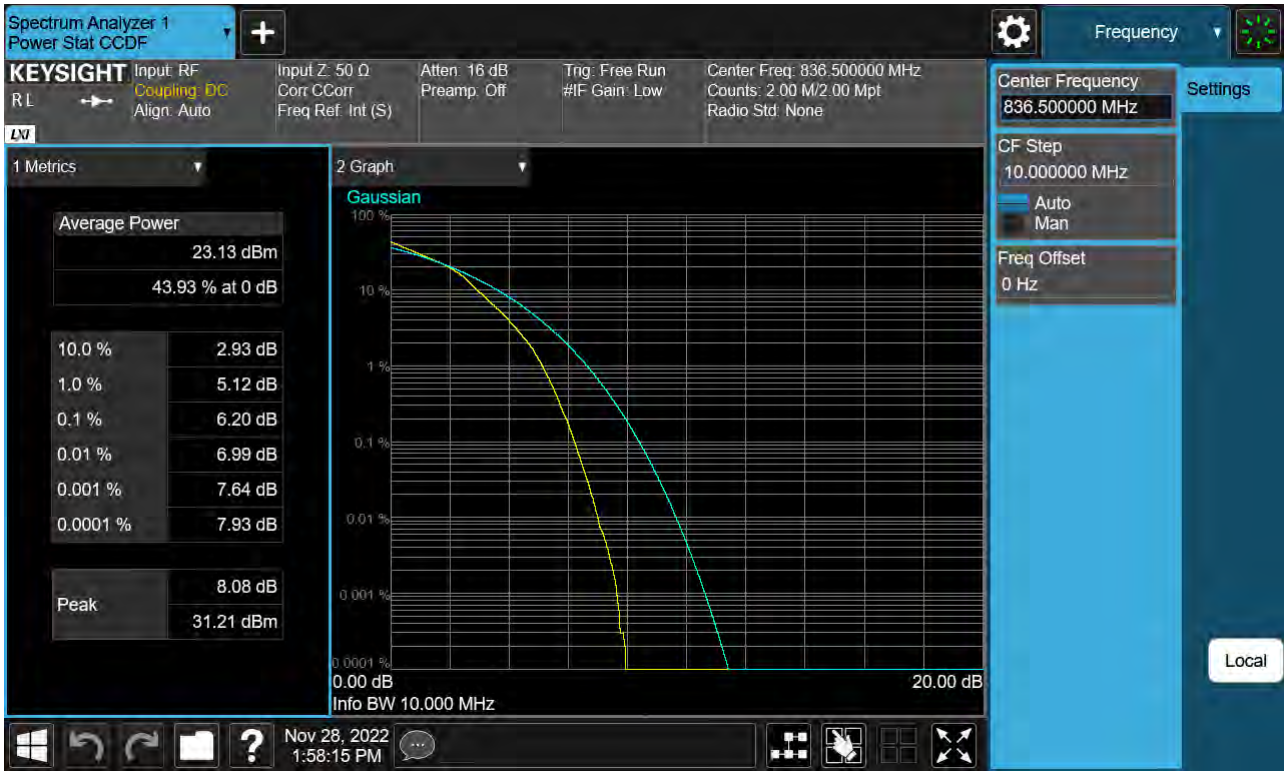 Spectrum Analyzer 1
Power Stat CCDF
+
Frequency
KEYSIGHT
RL
LXI
Input: RF
Coupling: DC
Align: Auto
Input Z: 50 Ω
Corr CCorr
Freq Ref: Int (S)
Atten: 16 dB
Preamp: Off
Trig: Free Run
#IF Gain: Low
Center Freq: 836.500000 MHz
Counts: 2.00 M/2.00 Mpt
Radio Std: None
Center Frequency
836.500000 MHz
Settings
CF Step
10.000000 MHz
Auto
Man
Freq Offset
0 Hz
Local
1 Metrics
Average Power
23.13 dBm
43.93 % at 0 dB
10.0 % 2.93 dB
1.0 % 5.12 dB
0.1 % 6.20 dB
0.01 % 6.99 dB
0.001 % 7.64 dB
0.0001 % 7.93 dB
Peak
8.08 dB
31.21 dBm
2 Graph
Gaussian
100 %
10 %
1 %
0.1 %
0.01 %
0.001 %
0.0001 %
0.00 dB 20.00 dB
Info BW 10.000 MHz
?
Nov 28, 2022
1:58:15 PM